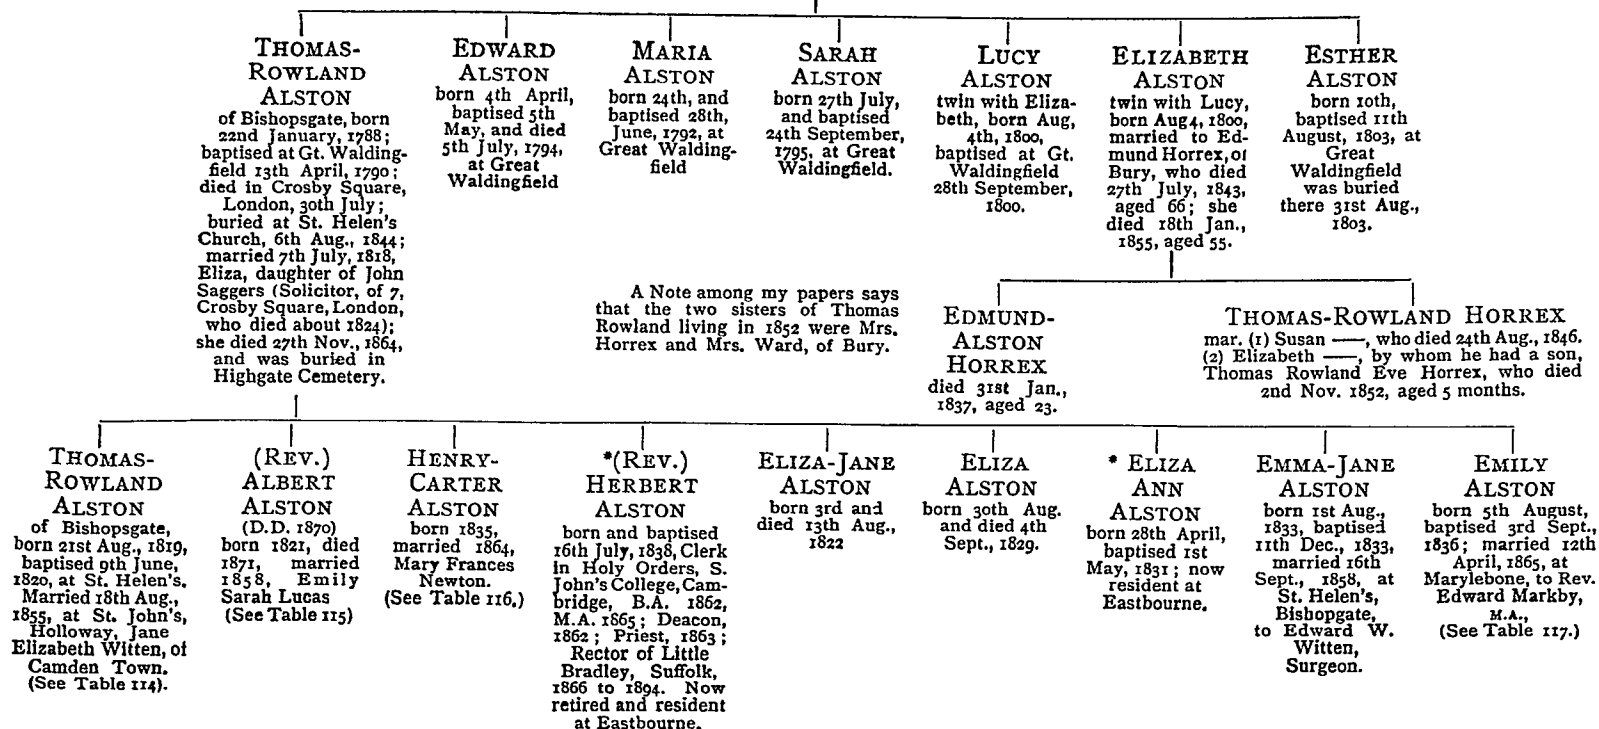 THOMAS-
ROWLAND
ALSTON
of Bishopsgate, born
22nd January, 1788;
baptised at Gt. Walding-
field 13th April, 1790;
died in Crosby Square,
London, 30th July;
buried at St. Helen's
Church, 6th Aug., 1844;
married 7th July, 1818,
Eliza, daughter of John
Saggers (Solicitor, of 7,
Crosby Square, London,
who died about 1824);
she died 27th Nov., 1864,
and was buried in
Highgate Cemetery.
EDWARD
ALSTON
born 4th April,
baptised 5th
May, and died
5th July, 1794,
at Great
Waldingfield
MARIA
ALSTON
born 24th, and
baptised 28th,
June, 1792, at
Great Walding-
field
SARAH
ALSTON
born 27th July,
and baptised
24th September,
1795, at Great
Waldingfield.
LUCY
ALSTON
twin with Eliza-
beth, born Aug,
4th, 1800,
baptised at Gt.
Waldingfield
28th September,
1800.
ELIZABETH
ALSTON
twin with Lucy,
born Aug4, 1800,
married to Ed-
mund Horrex, of
Bury, who died
27th July, 1843,
aged 66; she
died 18th Jan.,
1855, aged 55.
ESTHER
ALSTON
born 10th,
baptised 11th
August, 1803, at
Great
Waldingfield
was buried
there 31st Aug.,
1803.
A Note among my papers says
that the two sisters of Thomas
Rowland living in 1852 were Mrs.
Horrex and Mrs. Ward, of Bury.
EDMUND-
ALSTON
HORREX
died 31st Jan.,
1837, aged 23.
THOMAS-ROWLAND HORREX
mar. (1) Susan ——, who died 24th Aug., 1846.
(2) Elizabeth ——, by whom he had a son,
Thomas Rowland Eve Horrex, who died
2nd Nov. 1852, aged 5 months.
THOMAS-
ROWLAND
ALSTON
of Bishopsgate,
born 21st Aug., 1819,
baptised 9th June,
1820, at St. Helen's.
Married 18th Aug.,
1855, at St. John's,
Holloway, Jane
Elizabeth Witten, of
Camden Town.
(See Table 114).
(REV.)
ALBERT
ALSTON
(D.D. 1870)
born 1821, died
1871, married
1858, Emily
Sarah Lucas
(See Table 115)
HENRY-
CARTER
ALSTON
born 1835,
married 1864,
Mary Frances
Newton.
(See Table 116.)
*(REV.)
HERBERT
ALSTON
born and baptised
16th July, 1838, Clerk
in Holy Orders, S.
John's College, Cam-
bridge, B.A. 1862,
M.A. 1865; Deacon,
1862; Priest, 1863;
Rector of Little
Bradley, Suffolk,
1866 to 1894. Now
retired and resident
at Eastbourne.
ELIZA-JANE
ALSTON
born 3rd and
died 13th Aug.,
1822
ELIZA
ALSTON
born 30th Aug.
and died 4th
Sept., 1829.
* ELIZA
ANN
ALSTON
born 28th April,
baptised 1st
May, 1831; now
resident at
Eastbourne.
EMMA-JANE
ALSTON
born 1st Aug.,
1833, baptised
11th Dec., 1833,
married 16th
Sept., 1858, at
St. Helen's,
Bishopgate,
to Edward W.
Witten,
Surgeon.
EMILY
ALSTON
born 5th August,
baptised 3rd Sept.,
1836; married 12th
April, 1865, at
Marylebone, to Rev.
Edward Markby,
M.A.,
(See Table 117.)